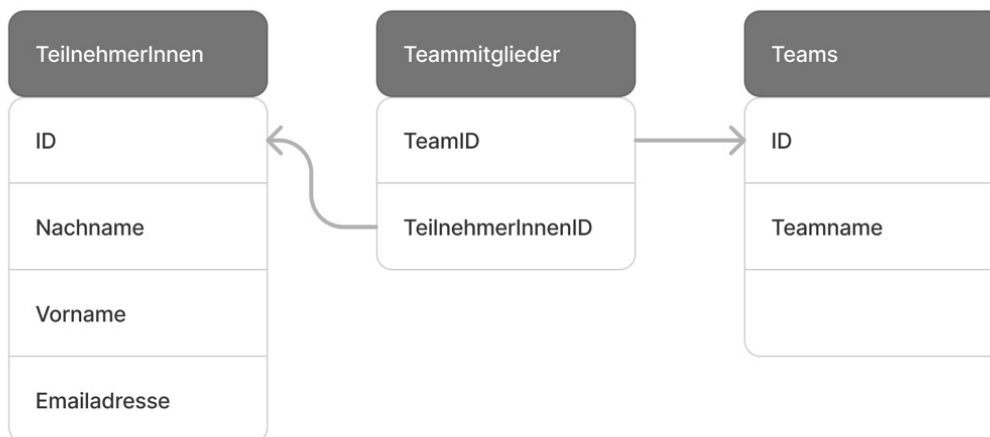 TeilnehmerInnen
ID
Nachname
Vorname
Emailadresse
Teammitglieder
TeamID
TeilnehmerInnenID
Teams
ID
Teamname